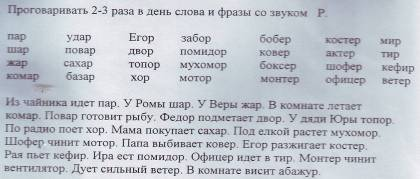 Проговаривать 2-3 раза в день слова и фразы со звуком Р.
пар удар Егор забор бобер костер мир
шар повар двор помидор ковер актер тир
жар сахар топор мухомор боксер шофер кефир
комар базар хор мотор монтер офицер ветер
Из чайника идет пар. У Ромы шар. У Веры жар. В комнате летает
комар. Повар готовит рыбу. Федор подметает двор. У дяди Юры топор.
По радио поет хор. Мама покупает сахар. Под елкой растет мухомор.
Шофер чинит мотор. Папа выбивает ковер. Егор разжигает костер.
Рая пьет кефир. Ира ест помидор. Офицер идет в тир. Монтер чинит
вентилятор. Дует сильный ветер. В комнате висит абажур.